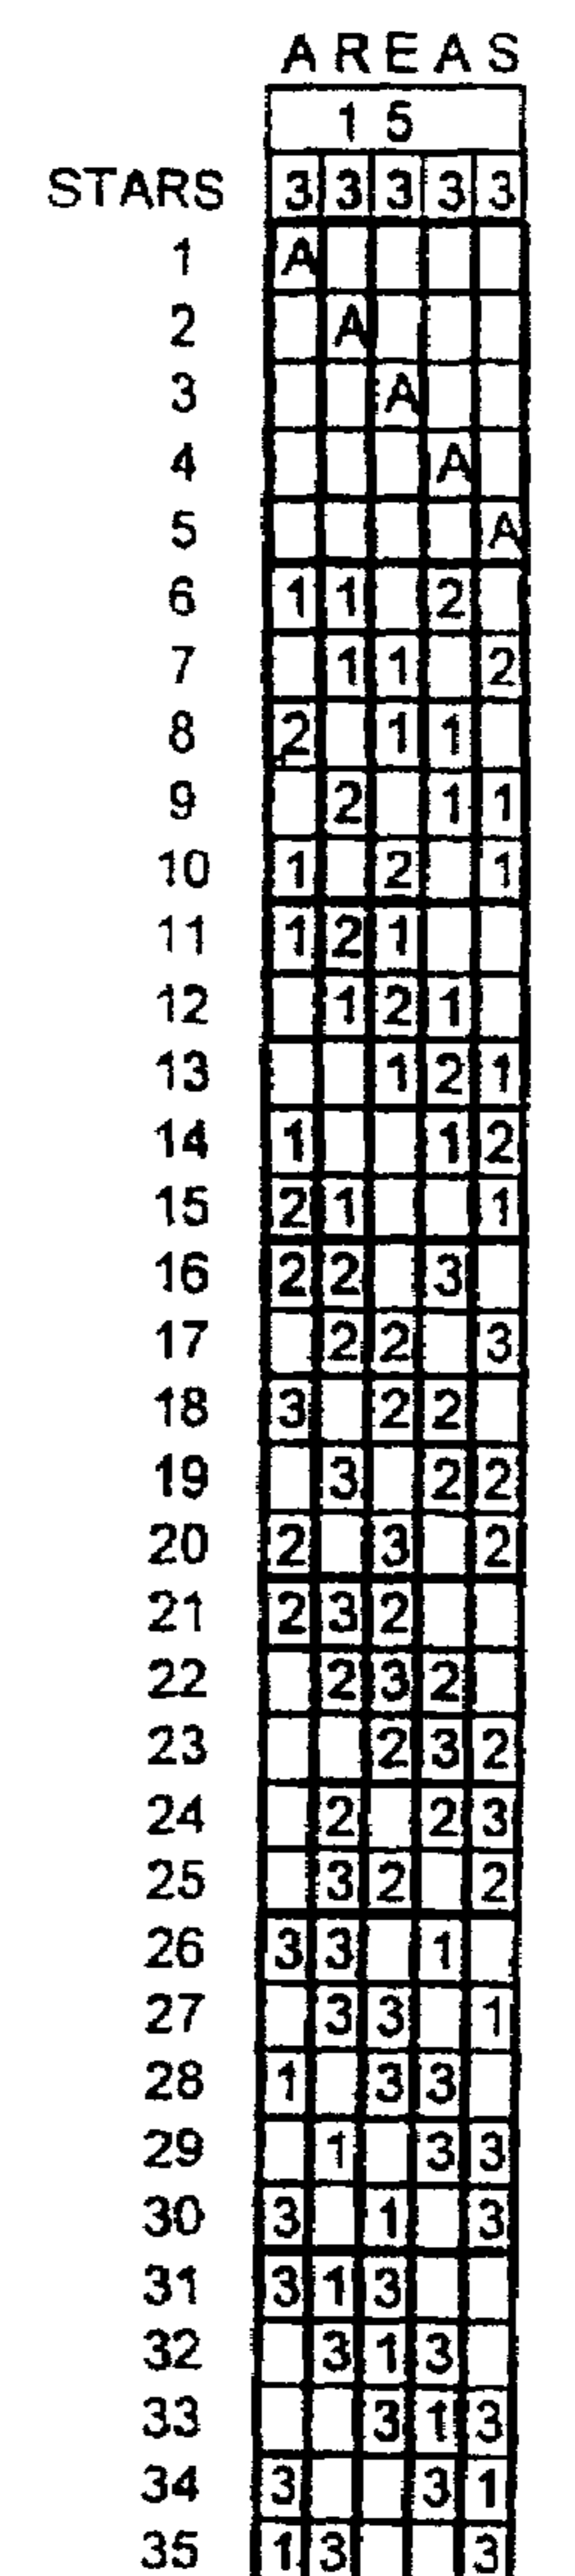 A R E A S
1 5
STARS 3 3 3 3 3
1 A
2 A
3 A
4 A
5 A
6 1 1 2
7 1 1 2
8 2 1 1
9 2 1 1
10 1 2 1
11 1 2 1
12 1 2 1
13 1 2 1
14 1 1 2
15 2 1 1
16 2 2 3
17 2 2 3
18 3 2 2
19 3 2 2
20 2 3 2
21 2 3 2
22 2 3 2
23 2 3 2
24 2 2 3
25 3 2 2
26 3 3 1
27 3 3 1
28 1 3 3
29 1 3 3
30 3 1 3
31 3 1 3
32 3 1 3
33 3 1 3
34 3 3 1
35 1 3 3